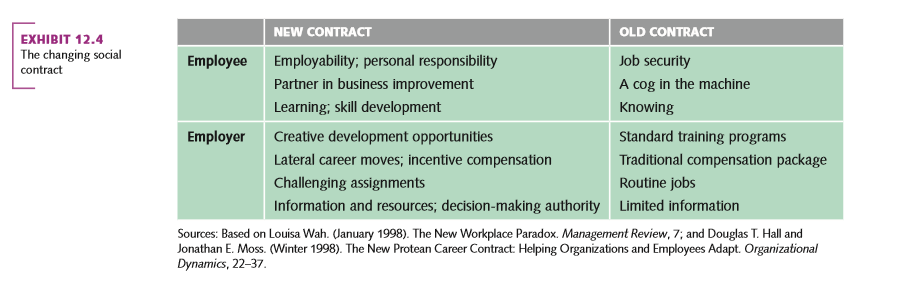 EXHIBIT 12.4
The changing social
contract
NEW CONTRACT OLD CONTRACT
Employee Employability; personal responsibility Job security
Partner in business improvement A cog in the machine
Learning; skill development Knowing
Employer Creative development opportunities Standard training programs
Lateral career moves; incentive compensation Traditional compensation package
Challenging assignments Routine jobs
Information and resources; decision-making authority Limited information
Sources: Based on Louisa Wah. (January 1998). The New Workplace Paradox. Management Review, 7; and Douglas T. Hall and
Jonathan E. Moss. (Winter 1998). The New Protean Career Contract: Helping Organizations and Employees Adapt. Organizational
Dynamics, 22–37.